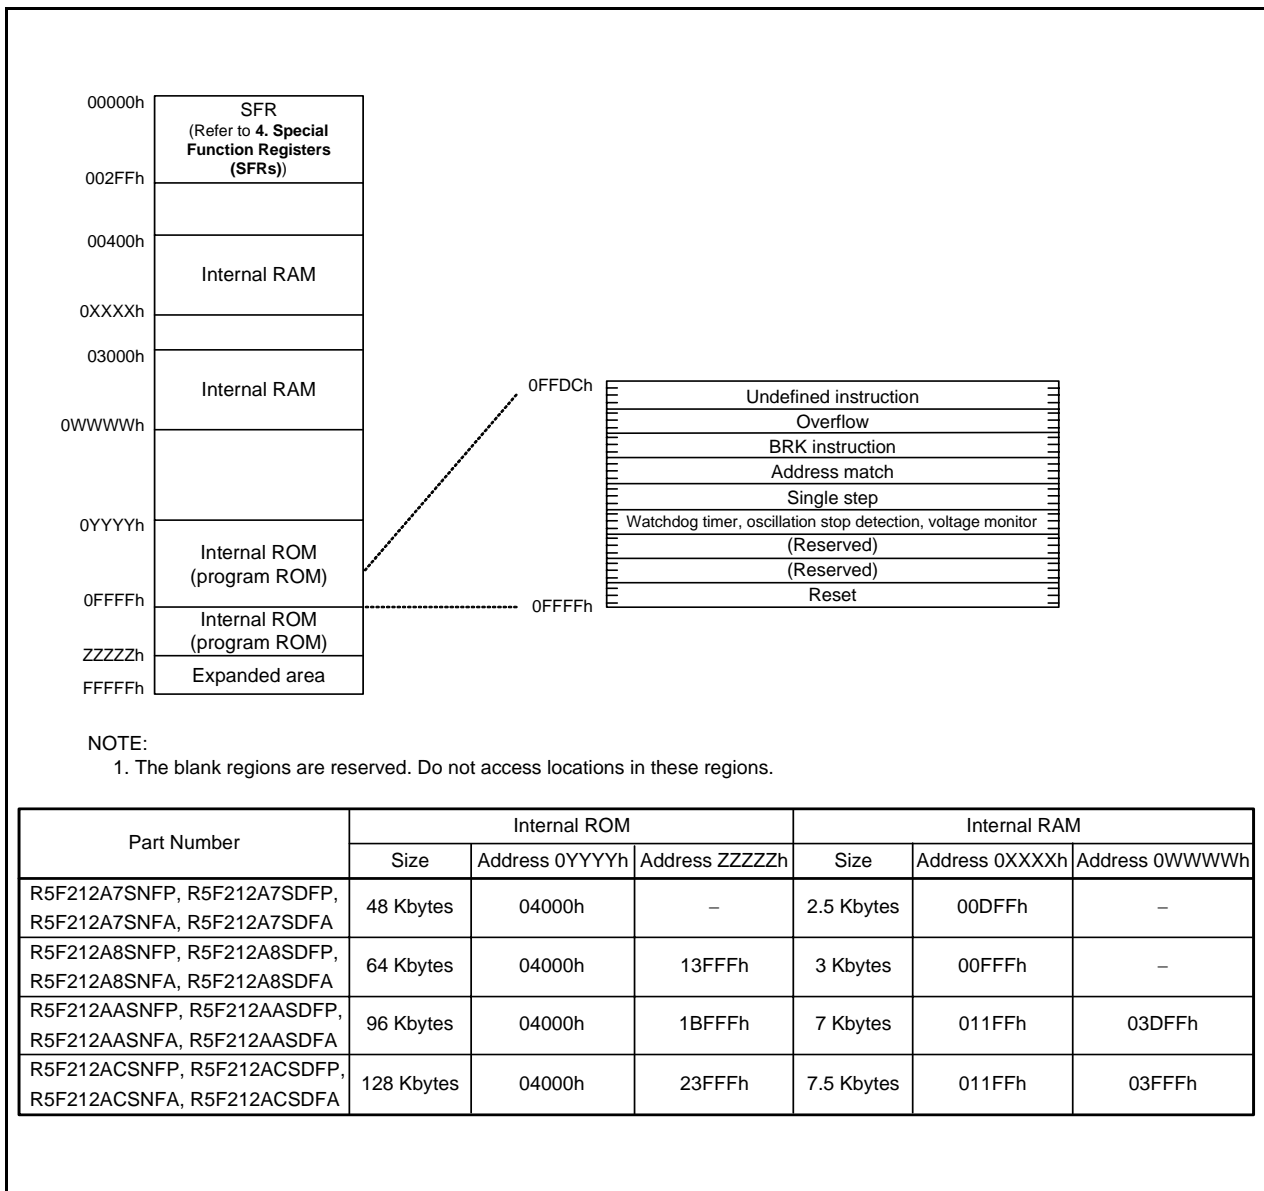 00000h
SFR
(Refer to 4. Special
Function Registers
(SFRs))
002FFh
00400h
Internal RAM
0XXXXh
03000h
Internal RAM
0WWWWh
0YYYYh
Internal ROM
(program ROM)
0FFFFh
Internal ROM
(program ROM)
ZZZZZh
Expanded area
FFFFFh
0FFDCh
Undefined instruction
Overflow
BRK instruction
Address match
Single step
Watchdog timer, oscillation stop detection, voltage monitor
(Reserved)
(Reserved)
Reset
0FFFFh
NOTE:
1. The blank regions are reserved. Do not access locations in these regions.
Part Number Internal ROM Internal RAM
Size Address 0YYYYh Address ZZZZZh Size Address 0XXXXh Address 0WWWWh
R5F212A7SNFP, R5F212A7SDFP,
R5F212A7SNFA, R5F212A7SDFA
48 Kbytes 04000h – 2.5 Kbytes 00DFFh –
R5F212A8SNFP, R5F212A8SDFP,
R5F212A8SNFA, R5F212A8SDFA
64 Kbytes 04000h 13FFFh 3 Kbytes 00FFFh –
R5F212AASNFP, R5F212AASDFP,
R5F212AASNFA, R5F212AASDFA
96 Kbytes 04000h 1BFFFh 7 Kbytes 011FFh 03DFFh
R5F212ACSNFP, R5F212ACSDFP,
R5F212ACSNFA, R5F212ACSDFA
128 Kbytes 04000h 23FFFh 7.5 Kbytes 011FFh 03FFFh